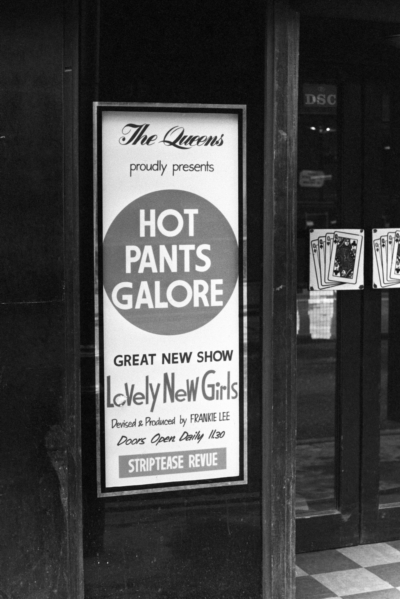 The Queens
proudly presents
HOT
PANTS
GALORE
GREAT NEW SHOW
LoVely NeW Girls
Devised & Produced by FRANKIE LEE
Doors Open Daily 11.30
STRIPTEASE REVUE
DSC